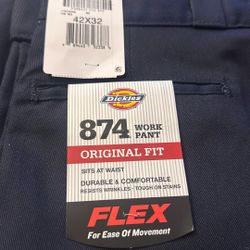 42X32
Dickies
874 WORK PANT
ORIGINAL FIT
SITS AT WAIST
DURABLE & COMFORTABLE
RESISTS WRINKLES • TOUGH ON STAINS
FLEX
For Ease Of Movement